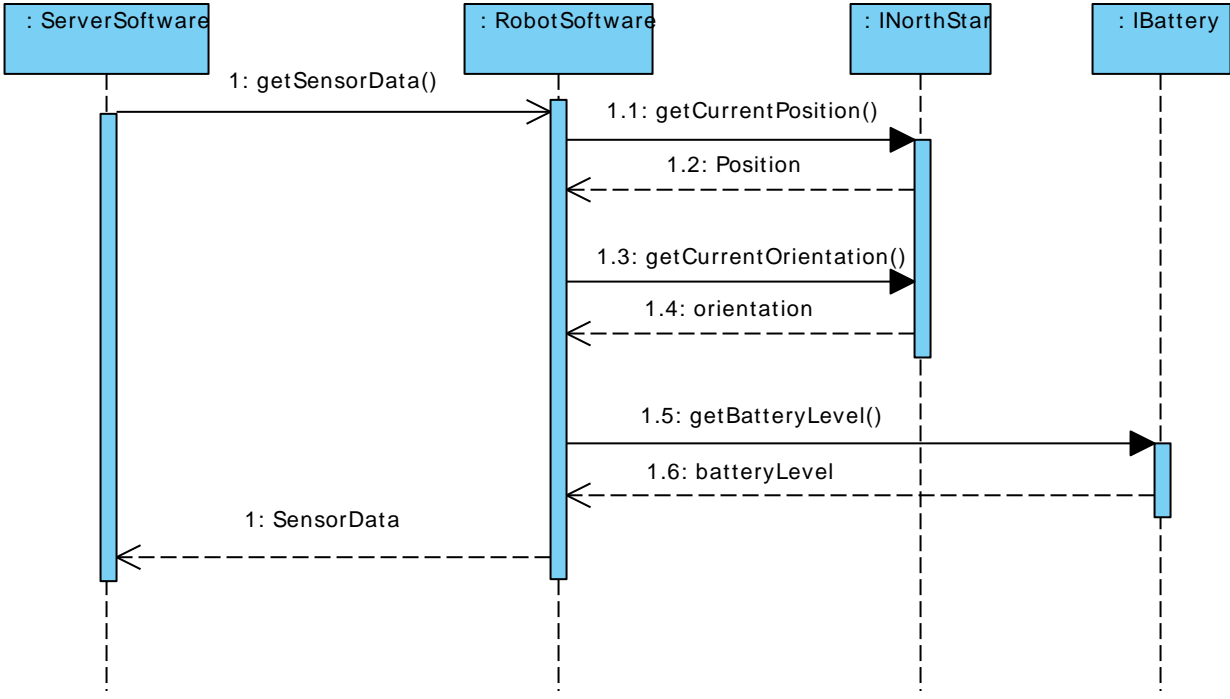 : ServerSoftware
: RobotSoftware
: INorthStar
: IBattery
1: getSensorData()
1.1: getCurrentPosition()
1.2: Position
1.3: getCurrentOrientation()
1.4: orientation
1.5: getBatteryLevel()
1.6: batteryLevel
1: SensorData